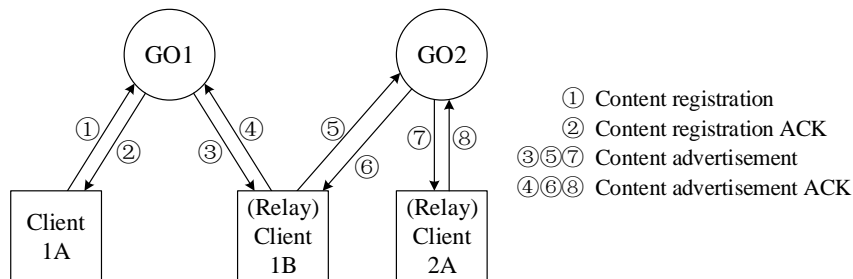 GO1
GO2
①
②
③
④
⑤
⑥
⑦
⑧
Client
1A
(Relay)
Client
1B
(Relay)
Client
2A
① Content registration
② Content registration ACK
③⑤⑦ Content advertisement
④⑥⑧ Content advertisement ACK